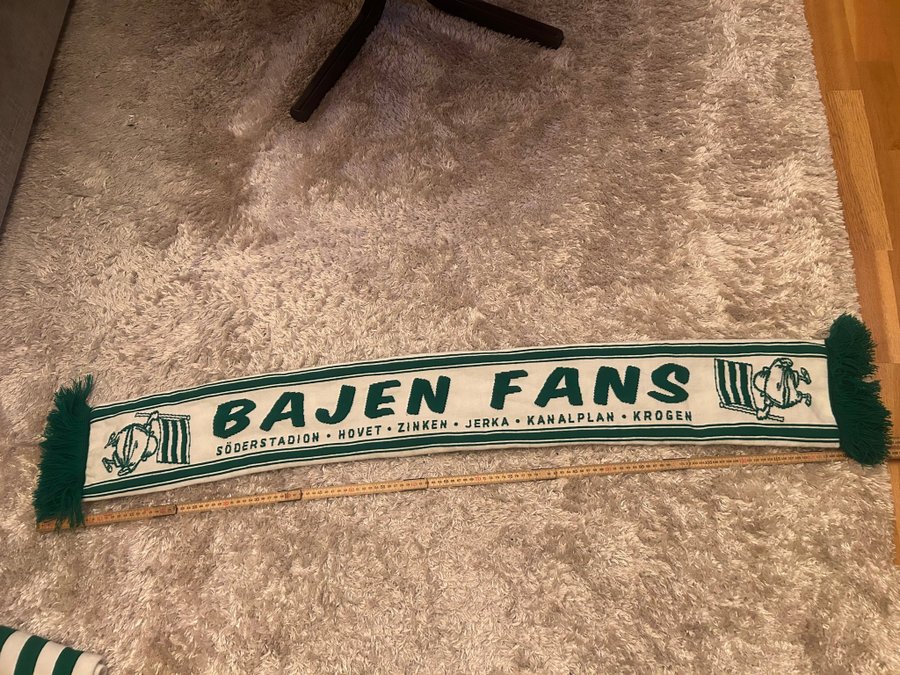 BAJEN FANS
SÖDERSTADION • HOVET • ZINKEN • JERKA • KANALPLAN • KROGEN